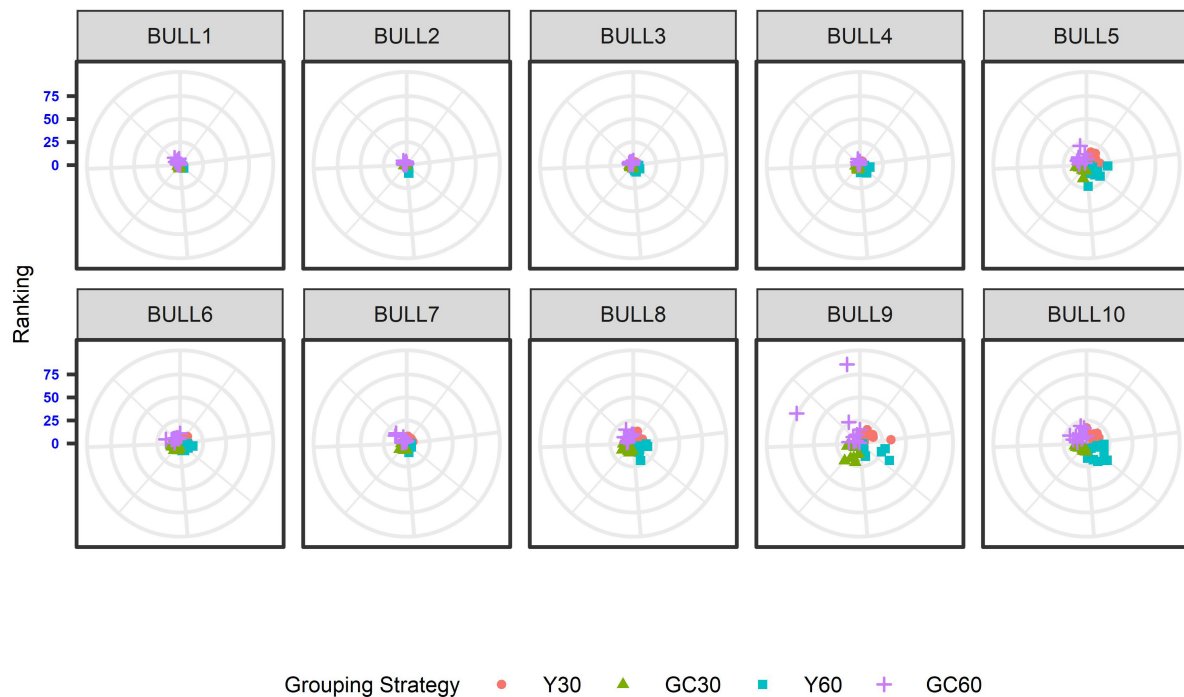 BULL1 BULL2 BULL3 BULL4 BULL5
75
50
25
0
Ranking
BULL6 BULL7 BULL8 BULL9 BULL10
75
50
25
0
Grouping Strategy Y30 GC30 Y60 GC60